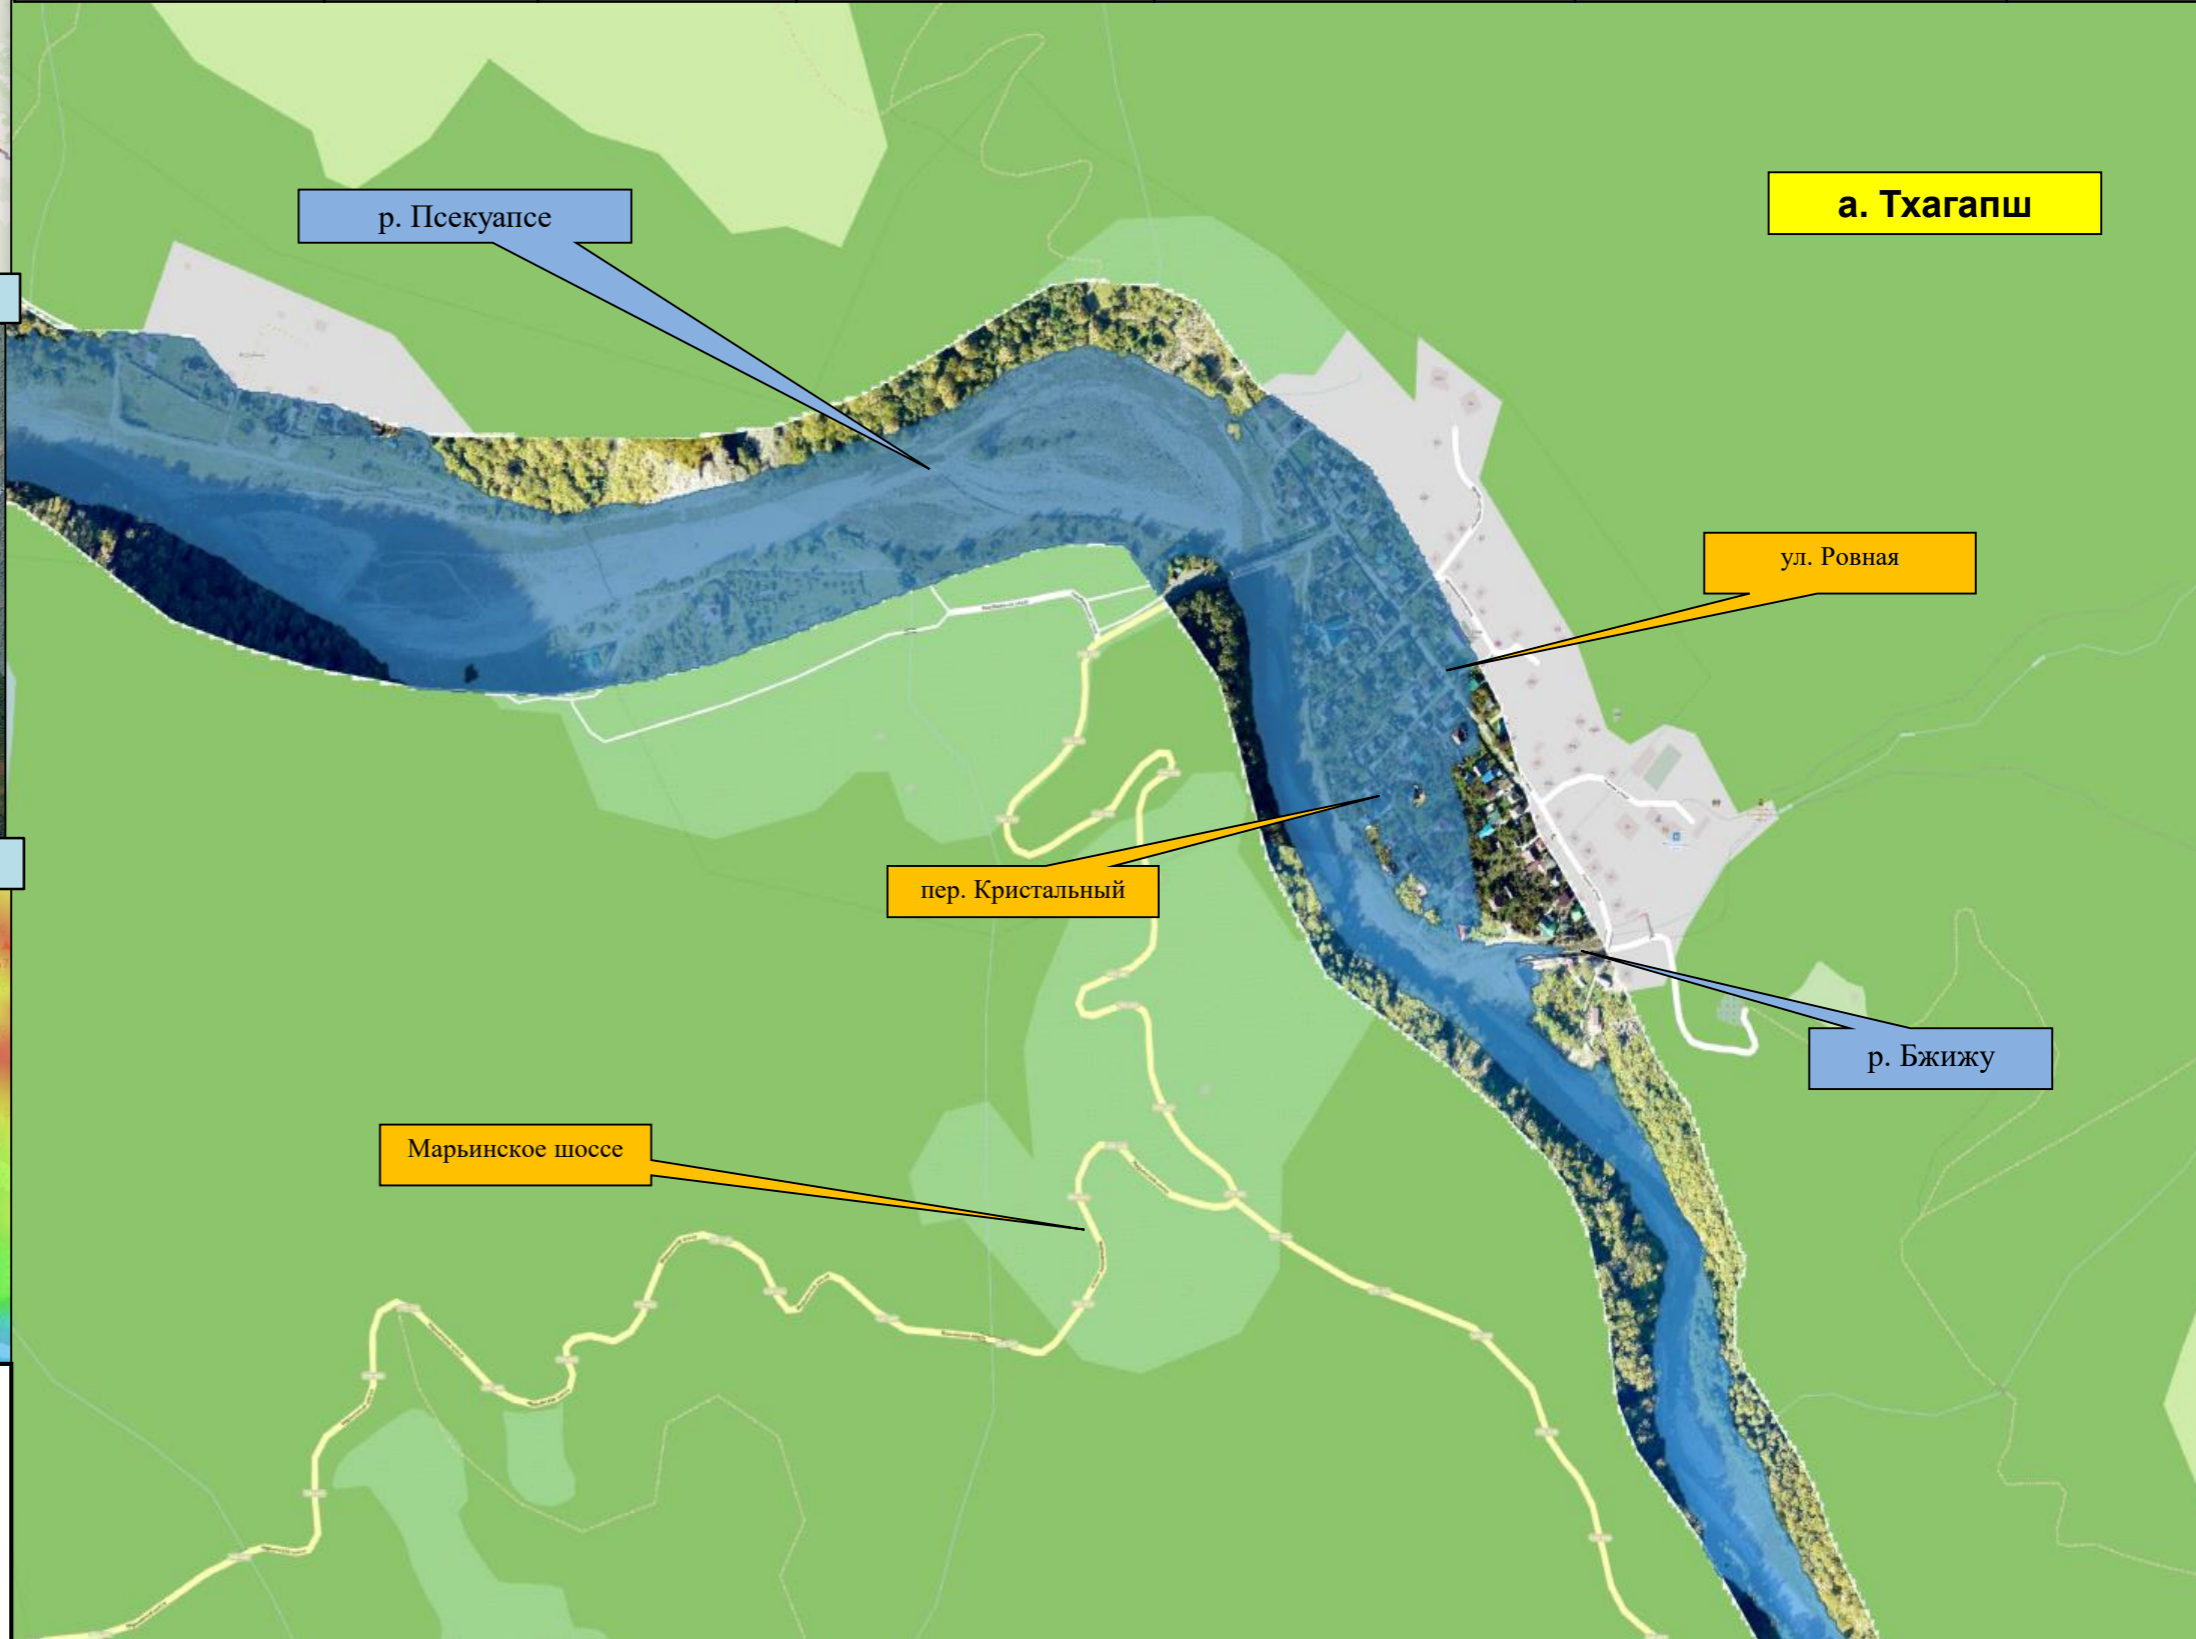 а. Тхагапш
р. Псекуапсе
ул. Ровная
пер. Кристальный
р. Бжижу
Марьинское шоссе